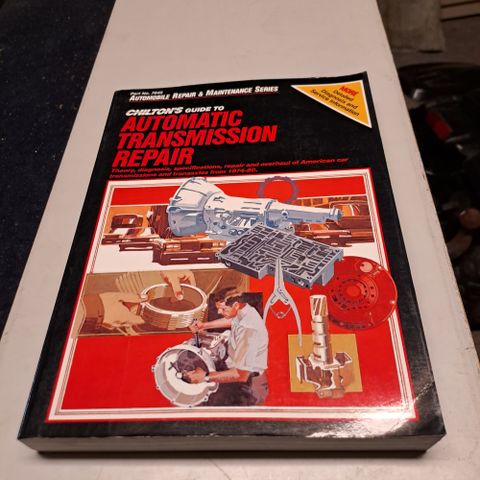 Part No. 7645
AUTOMOBILE REPAIR & MAINTENANCE SERIES
CHILTON'S GUIDE TO
AUTOMATIC
TRANSMISSION
REPAIR
Theory, diagnosis, specifications, repair and overhaul of American car
transmissions and transaxles from 1974-80.
MORE
Detailed
Diagnosis and
Service Information